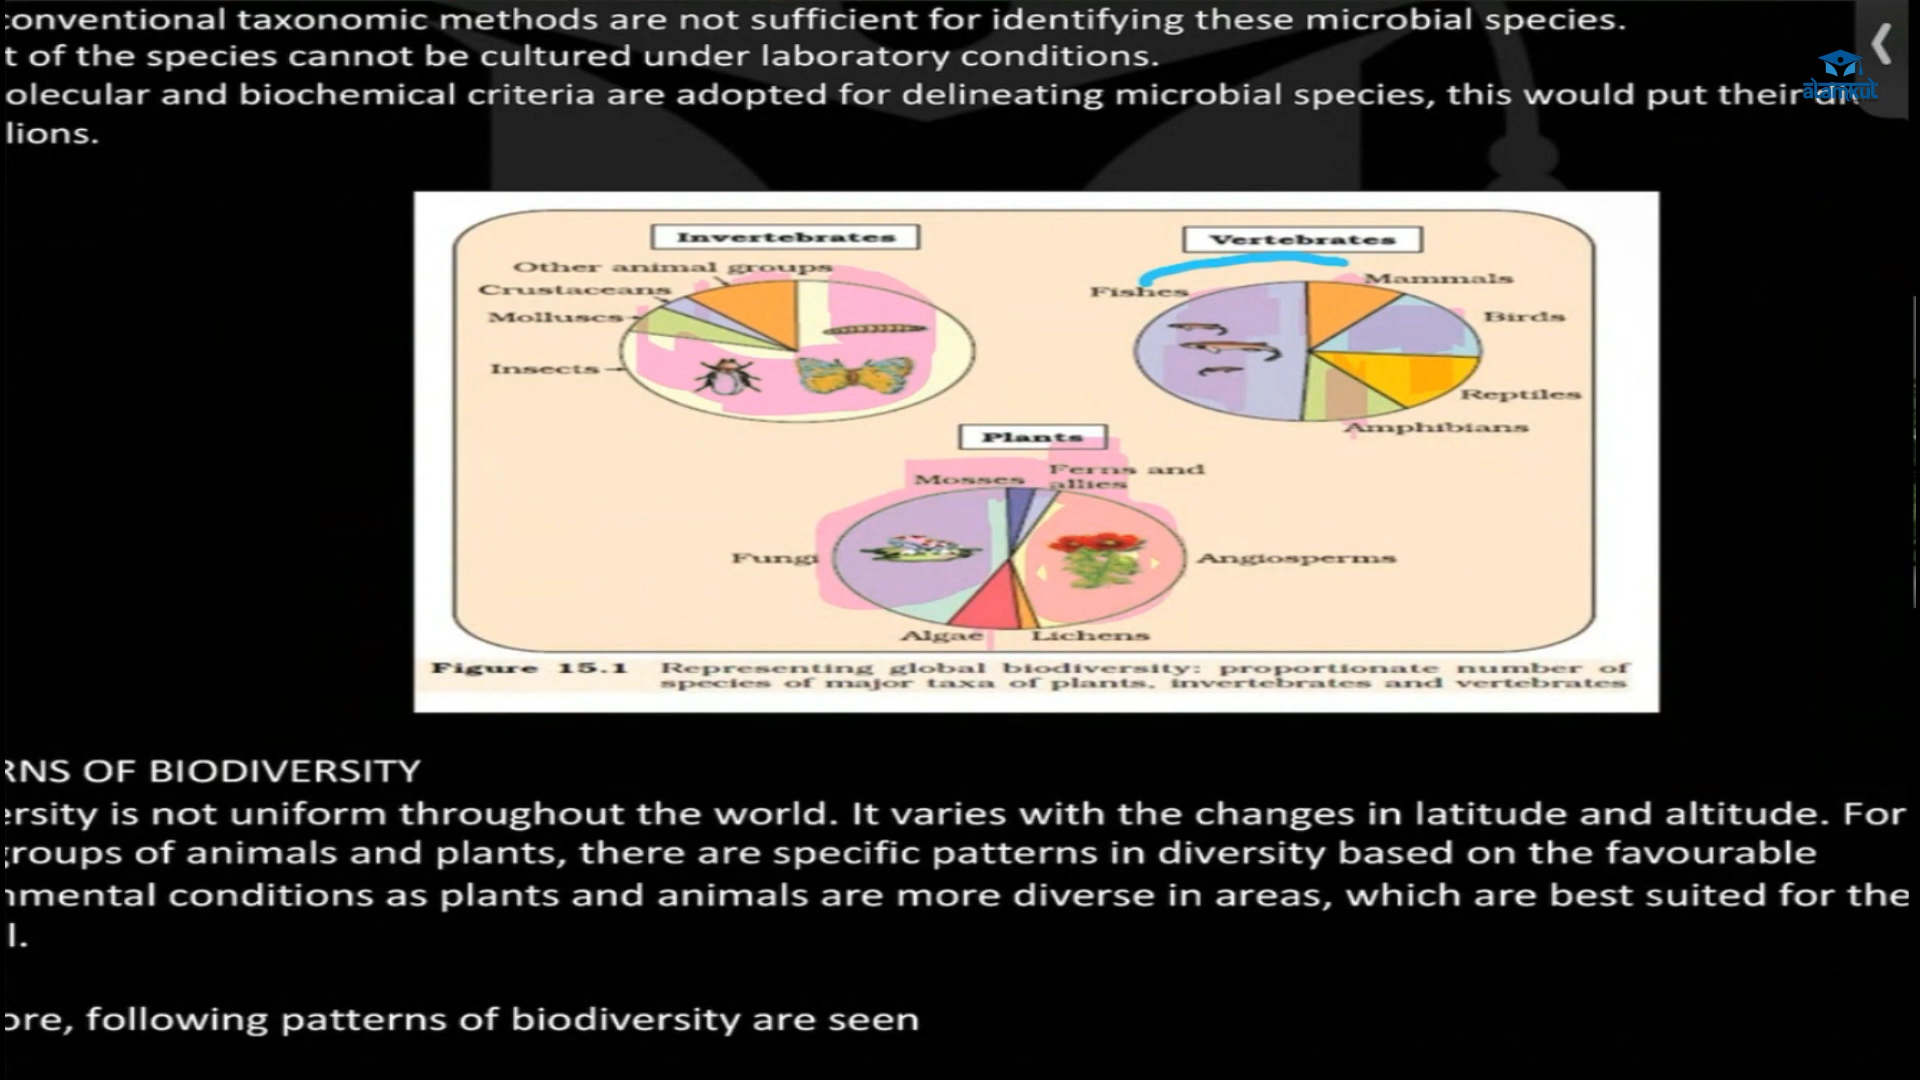 onventional taxonomic methods are not sufficient for identifying these microbial species.
t of the species cannot be cultured under laboratory conditions.
olecular and biochemical criteria are adopted for delineating microbial species, this would put their
lions.
alamkut
Invertebrates
Other animal groups
Crustaceans
Molluscs
Insects
Vertebrates
Fishes
Mammals
Birds
Reptiles
Amphibians
Plants
Mosses
Ferns and
allies
Fungi
Angiosperms
Algae
Lichens
Figure 15.1 Representing global biodiversity: proportionate number of
species of major taxa of plants, invertebrates and vertebrates
RNS OF BIODIVERSITY
ersity is not uniform throughout the world. It varies with the changes in latitude and altitude. For
roups of animals and plants, there are specific patterns in diversity based on the favourable
nmental conditions as plants and animals are more diverse in areas, which are best suited for the
l.
ore, following patterns of biodiversity are seen